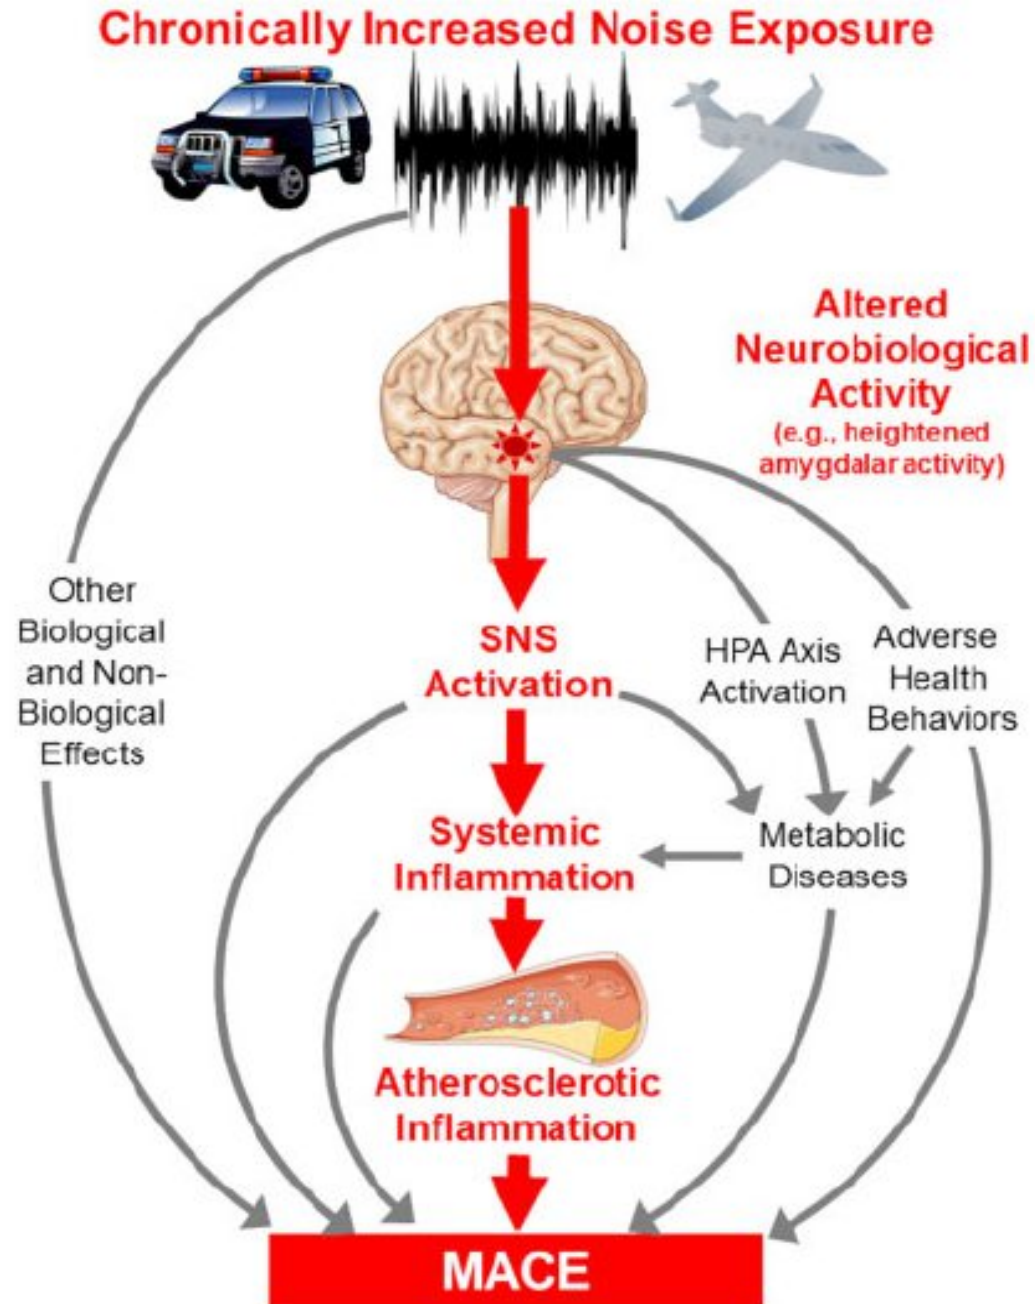 Chronically Increased Noise Exposure
Altered
Neurobiological
Activity
(e.g., heightened
amygdalar activity)
Other
Biological
and Non-
Biological
Effects
SNS
Activation
HPA Axis
Activation
Adverse
Health
Behaviors
Systemic
Inflammation
Metabolic
Diseases
Atherosclerotic
Inflammation
MACE